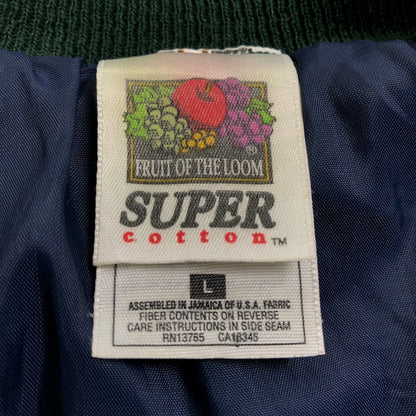 FRUIT OF THE LOOM
®
SUPER
cotton™
L
ASSEMBLED IN JAMAICA OF U.S.A. FABRIC
FIBER CONTENTS ON REVERSE
CARE INSTRUCTIONS IN SIDE SEAM
RN13765 CA18345